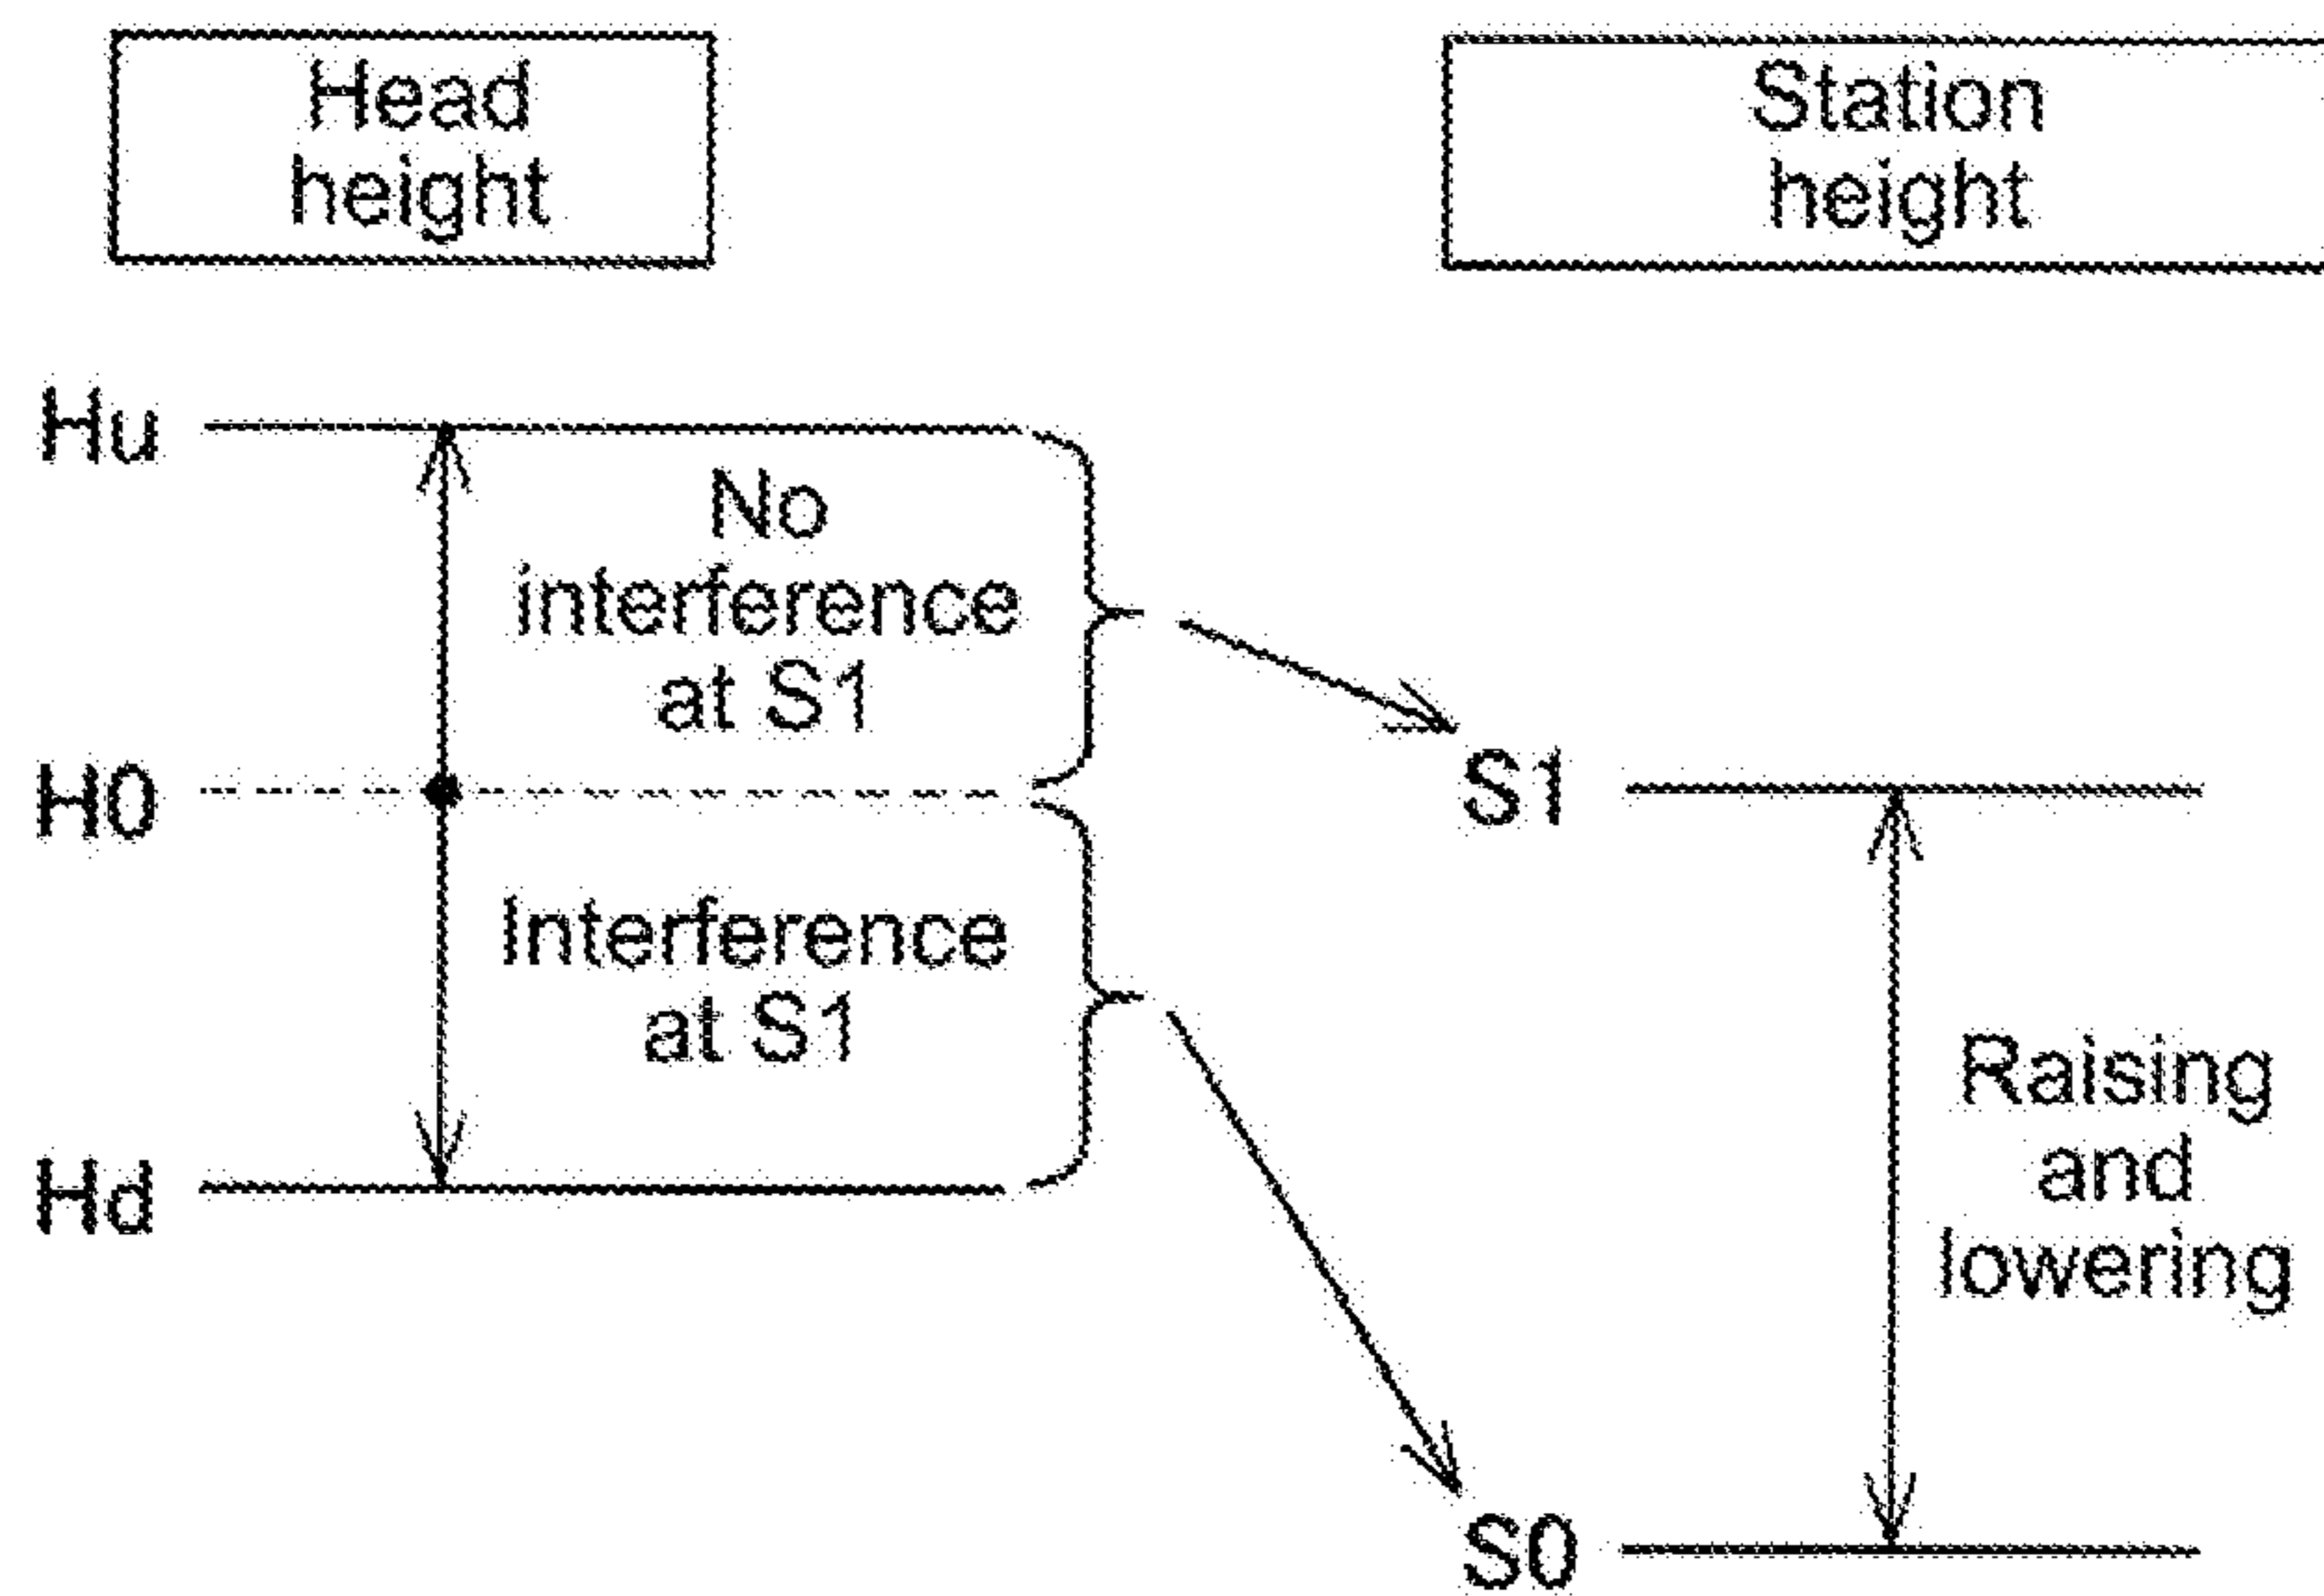 Head
height
Station
height
Hu
No
interference
at S1
H0
S1
Interference
at S1
Raising
and
lowering
Hd
S0